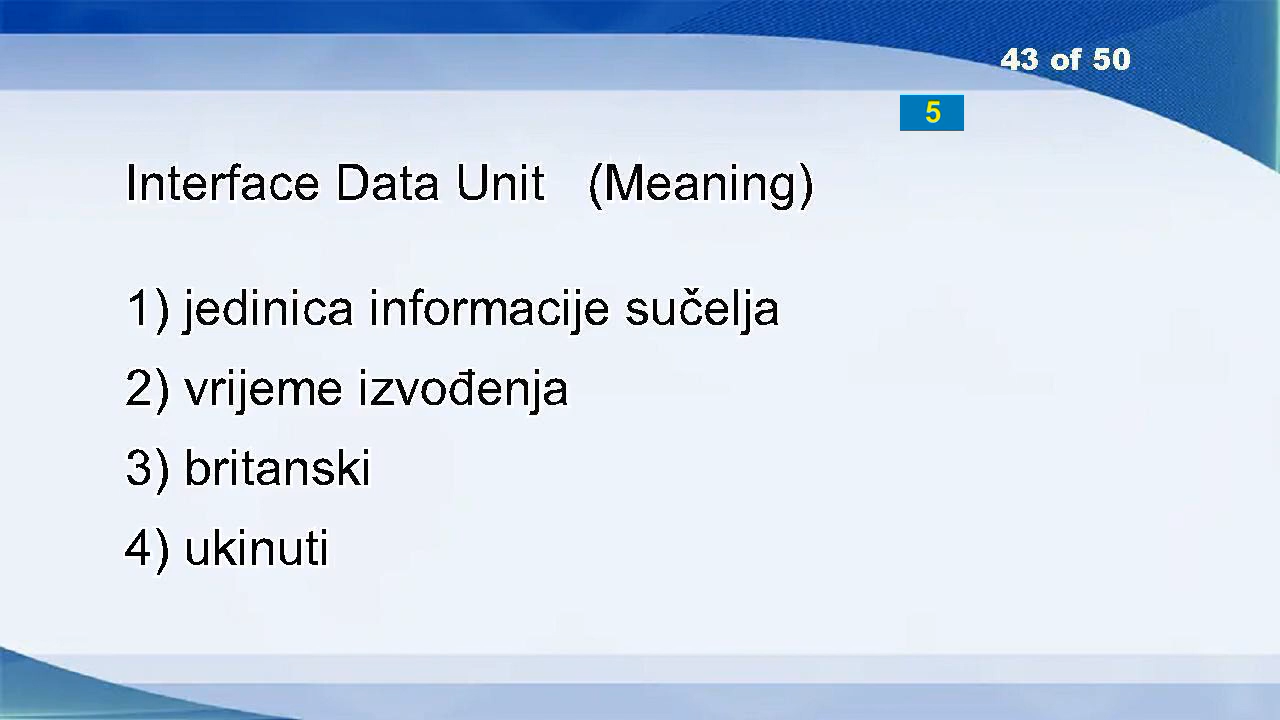 43 of 50
5
Interface Data Unit (Meaning)
1) jedinica informacije sučelja
2) vrijeme izvođenja
3) britanski
4) ukinuti